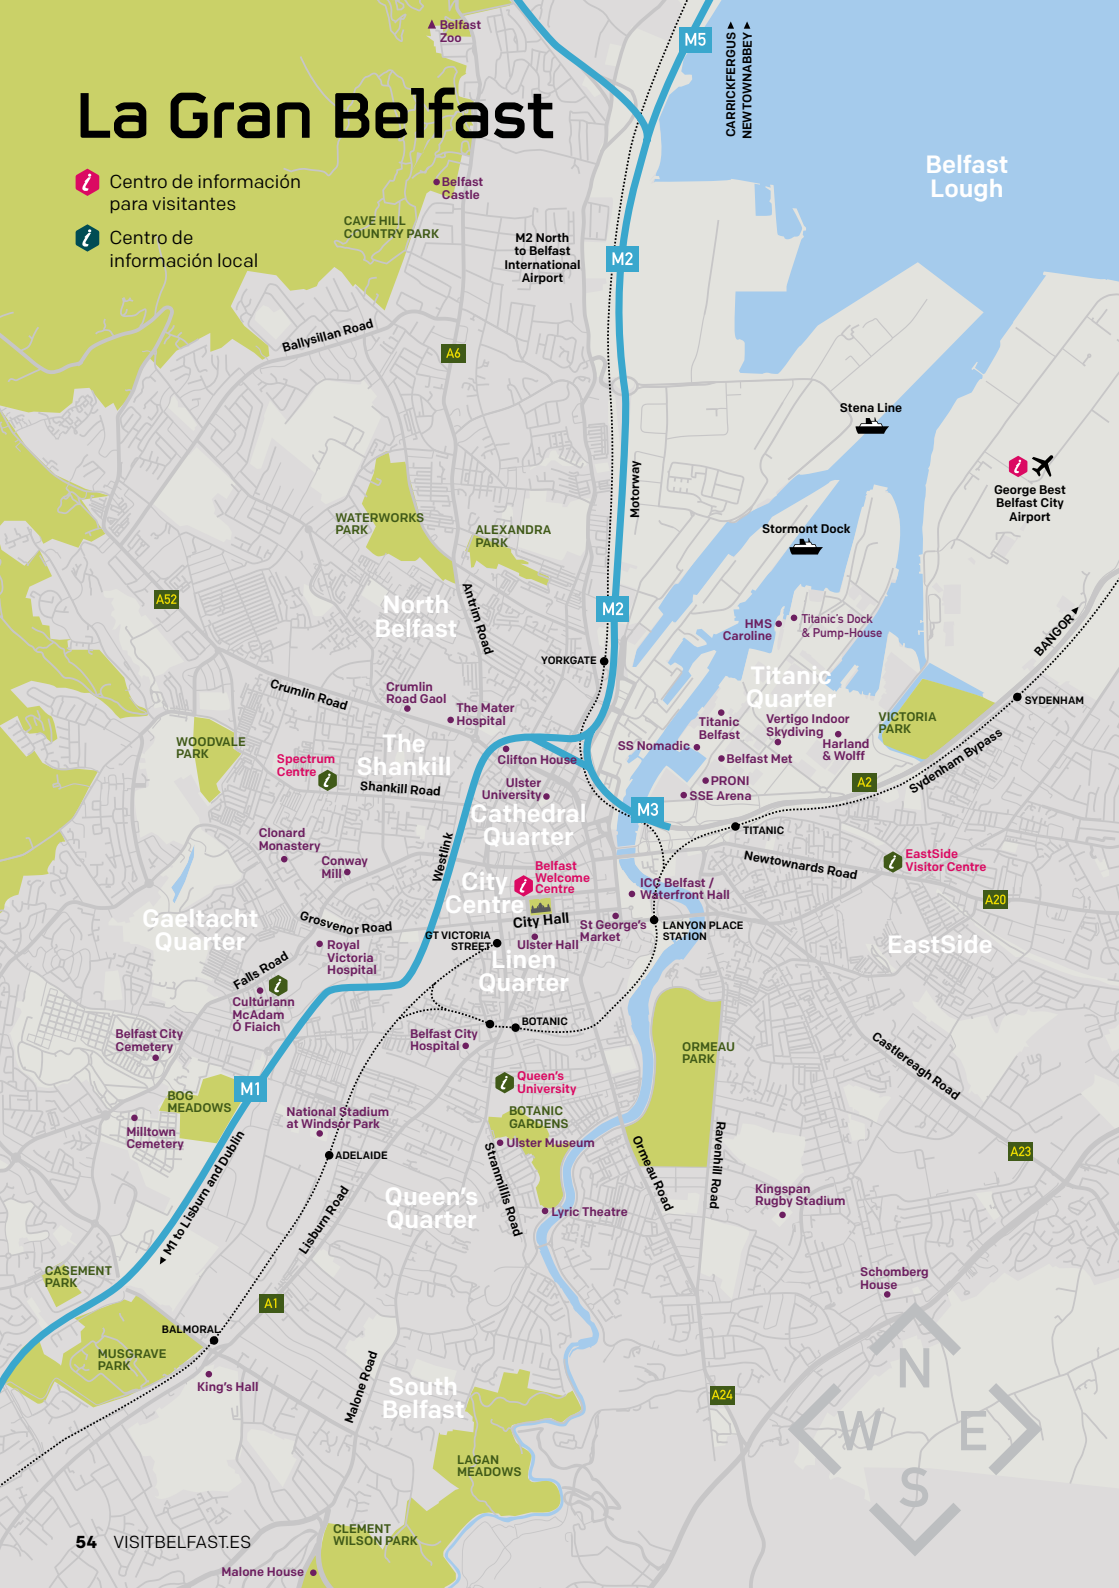 Belfast
Zoo
M5
CARRICKFERGUS
NEWTOWNABBEY
La Gran Belfast
Centro de información
para visitantes
Centro de
información local
Belfast
Lough
Belfast
Castle
CAVE HILL
COUNTRY PARK
M2 North
to Belfast
International
Airport
M2
Ballysillan Road
A6
Stena Line
Motorway
George Best
Belfast City
Airport
WATERWORKS
PARK
ALEXANDRA
PARK
Stormont Dock
A52
North
Belfast
Antrim Road
M2
HMS
Caroline
Titanic's Dock
& Pump-House
BANGOR
YORKGATE
Titanic
Quarter
SYDENHAM
Crumlin Road
Crumlin
Road Gaol
The Mater
Hospital
Titanic
Belfast
Vertigo Indoor
Skydiving
VICTORIA
PARK
WOODVALE
PARK
The
Shankill
SS Nomadic
Harland
& Wolff
Spectrum
Centre
Clifton House
Belfast Met
Sydenham Bypass
Shankill Road
Ulster
University
PRONI
A2
SSE Arena
Cathedral
Quarter
M3
TITANIC
Clonard
Monastery
Conway
Mill
Westlink
Newtownards Road
EastSide
Visitor Centre
City
Centre
Belfast
Welcome
Centre
ICC Belfast /
Waterfront Hall
A20
Gaeltacht
Quarter
Grosvenor Road
City Hall
St George's
Market
LANYON PLACE
STATION
GT VICTORIA
STREET
Ulster Hall
EastSide
Royal
Victoria
Hospital
Linen
Quarter
Falls Road
Cultúrlann
McAdam
Ó Fiaich
BOTANIC
Belfast City
Cemetery
Belfast City
Hospital
ORMEAU
PARK
Castlereagh Road
M1
Queen's
University
BOG
MEADOWS
National Stadium
at Windsor Park
BOTANIC
GARDENS
Milltown
Cemetery
Ulster Museum
ADELAIDE
Ravenhill Road
A23
M1 to Lisburn and Dublin
Stranmillis Road
Ormeau Road
Lisburn Road
Queen's
Quarter
Lyric Theatre
Kingspan
Rugby Stadium
CASEMENT
PARK
Schomberg
House
A1
BALMORAL
MUSGRAVE
PARK
King's Hall
Malone Road
South
Belfast
A24
N
W
E
S
LAGAN
MEADOWS
CLEMENT
WILSON PARK
54 VISITBELFAST.ES
Malone House